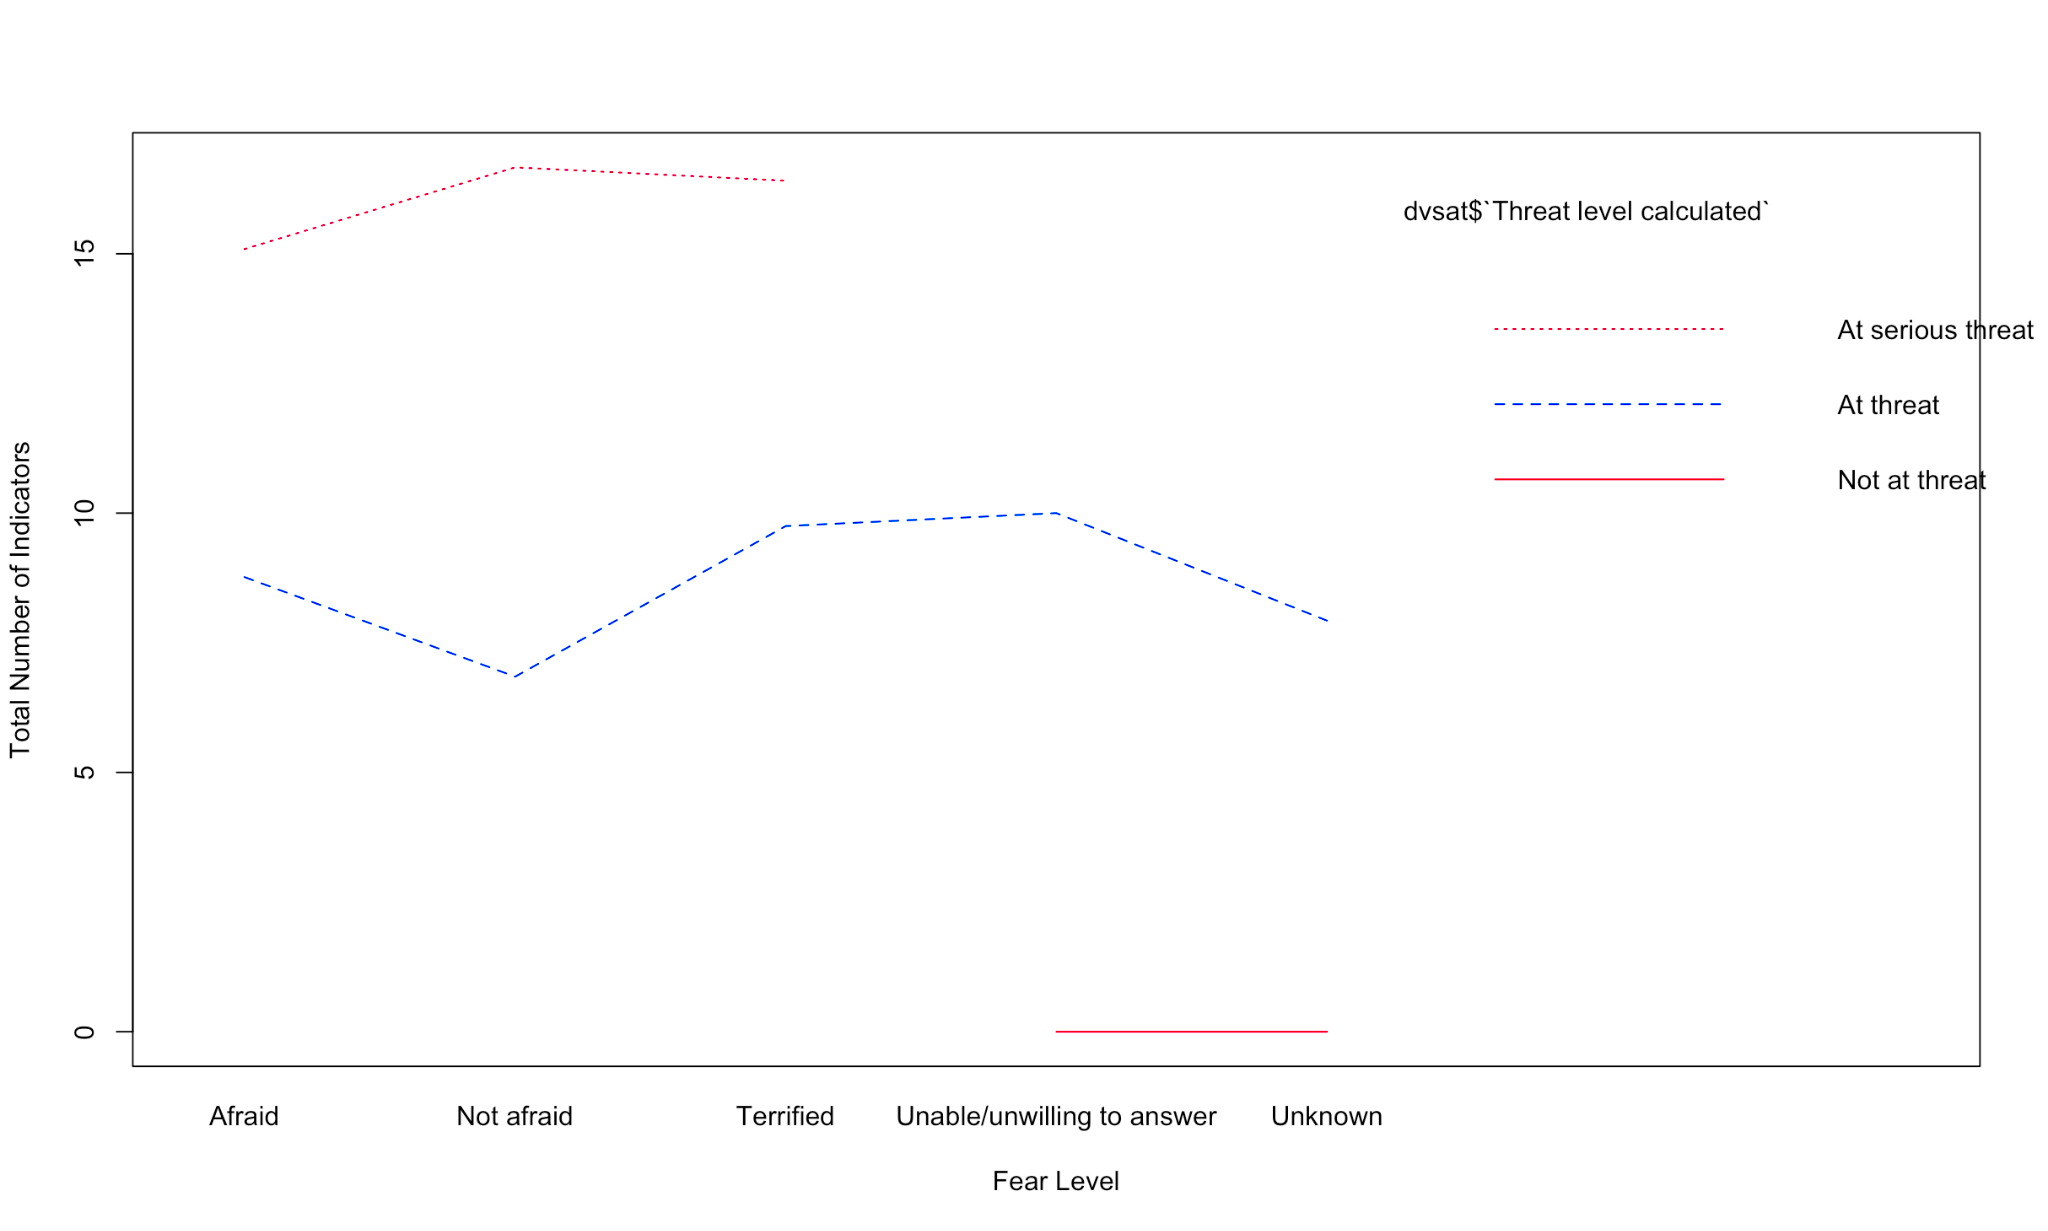 dvsat$`Threat level calculated`
At serious threat
At threat
Not at threat
Total Number of Indicators
15
10
5
0
Afraid Not afraid Terrified Unable/unwilling to answer Unknown
Fear Level